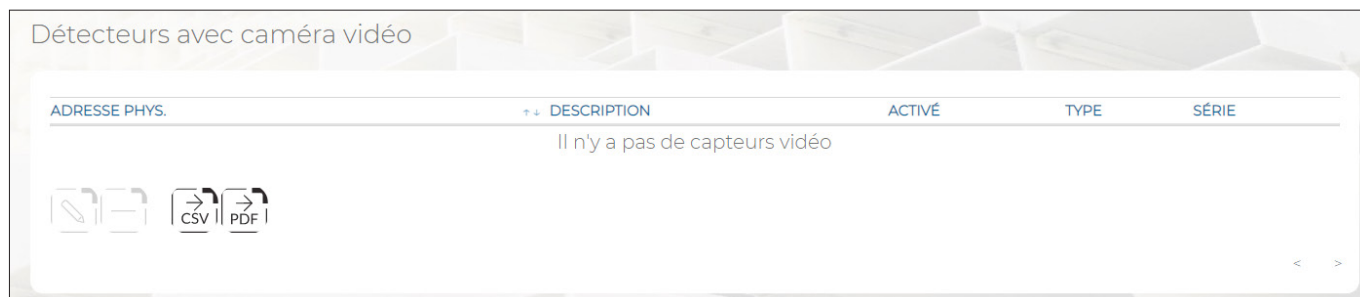 Détecteurs avec caméra vidéo
ADRESSE PHYS. ↑↓ DESCRIPTION ACTIVÉ TYPE SÉRIE
Il n'y a pas de capteurs vidéo
CSV PDF
< >